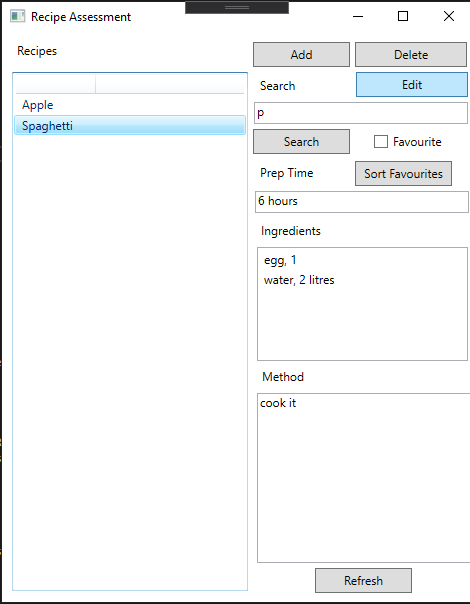 Recipe Assessment
Recipes
Add
Delete
Search
Edit
Apple
p
Spaghetti
Search
Favourite
Prep Time
Sort Favourites
6 hours
Ingredients
egg, 1
water, 2 litres
Method
cook it
Refresh